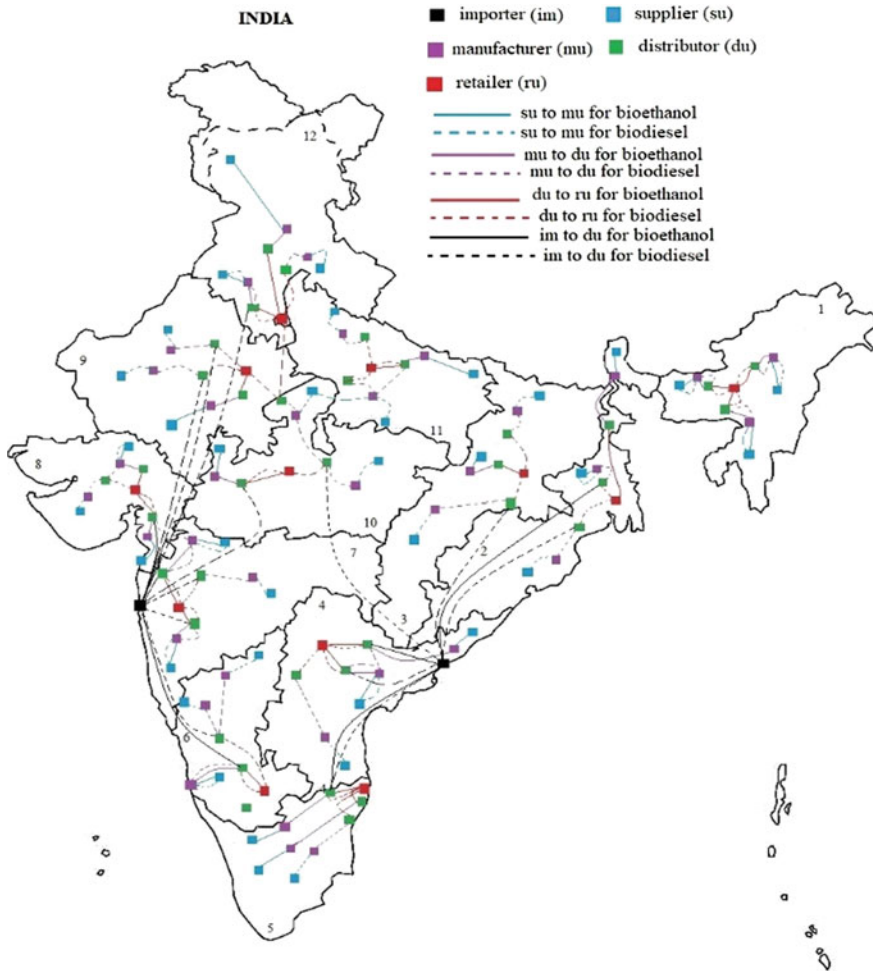 INDIA
importer (im)
supplier (su)
manufacturer (mu)
distributor (du)
retailer (ru)
su to mu for bioethanol
su to mu for biodiesel
mu to du for bioethanol
mu to du for biodiesel
du to ru for bioethanol
du to ru for biodiesel
im to du for bioethanol
im to du for biodiesel
12
1
9
11
8
10
7
2
4
3
6
5